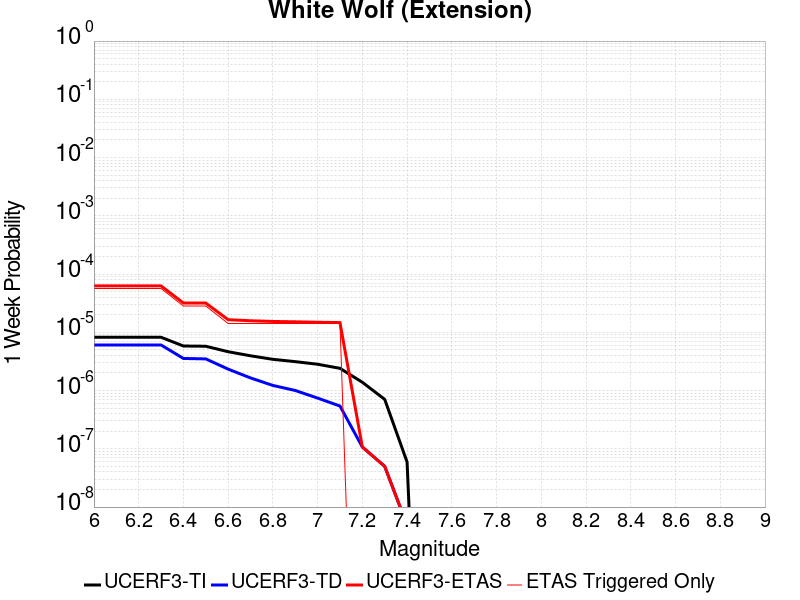 White Wolf (Extension)
1 Week Probability
10^0
10^-1
10^-2
10^-3
10^-4
10^-5
10^-6
10^-7
10^-8
6 6.2 6.4 6.6 6.8 7 7.2 7.4 7.6 7.8 8 8.2 8.4 8.6 8.8 9
Magnitude
UCERF3-TI UCERF3-TD UCERF3-ETAS ETAS Triggered Only